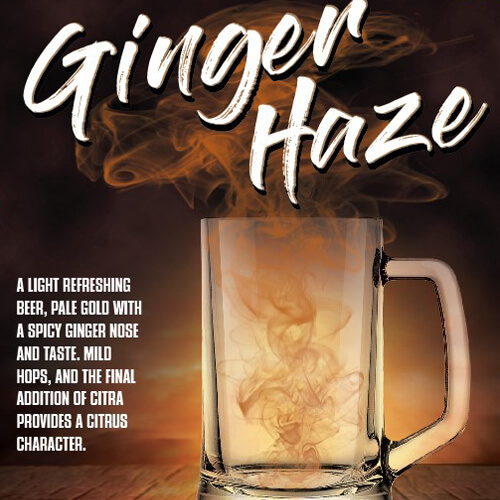 Ginger
Haze
A LIGHT REFRESHING
BEER, PALE GOLD WITH
A SPICY GINGER NOSE
AND TASTE. MILD
HOPS, AND THE FINAL
ADDITION OF CITRA
PROVIDES A CITRUS
CHARACTER.